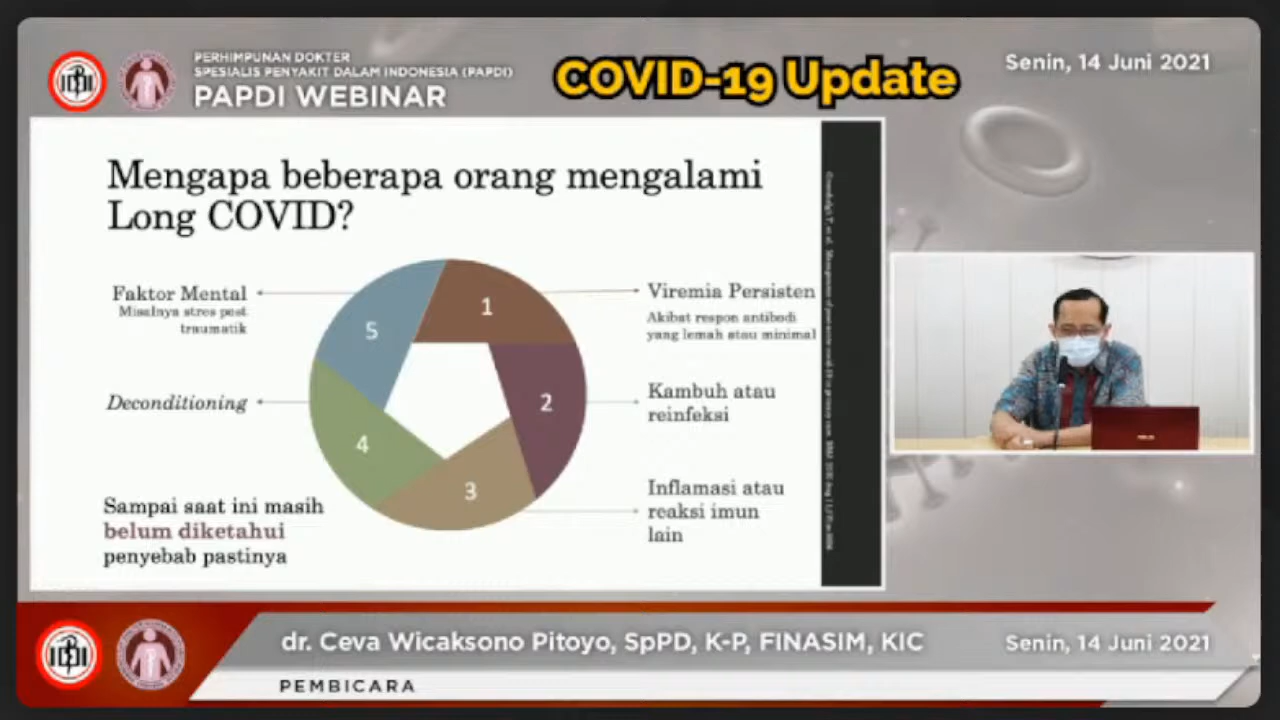 PERHIMPUNAN DOKTER
SPESIALIS PENYAKIT DALAM INDONESIA (PAPDI)
PAPDI WEBINAR
COVID-19 Update
Senin, 14 Juni 2021
Mengapa beberapa orang mengalami
Long COVID?
Faktor Mental
Misalnya stres post
traumatik
Deconditioning
Sampai saat ini masih
belum diketahui
penyebab pastinya
1
2
3
4
5
Viremia Persisten
Akibat respon antibodi
yang lemah atau minimal
Kambuh atau
reinfeksi
Inflamasi atau
reaksi imun
lain
dr. Ceva Wicaksono Pitoyo, SpPD, K-P, FINASIM, KIC
Senin, 14 Juni 2021
PEMBICARA